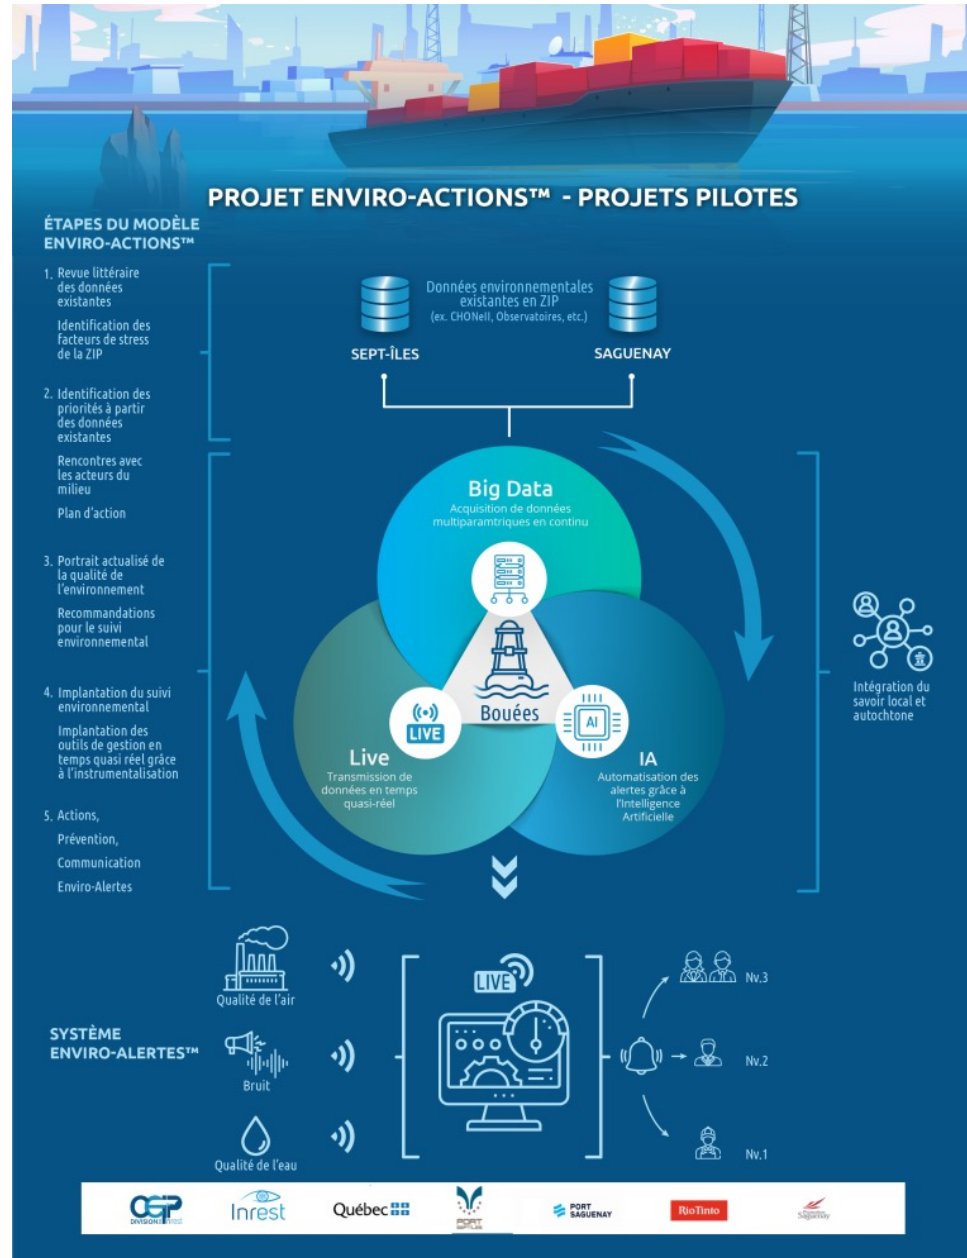 PROJET ENVIRO-ACTIONS™ - PROJETS PILOTES
ÉTAPES DU MODÈLE
ENVIRO-ACTIONS™
1. Revue littéraire
des données
existantes
Identification des
facteurs de stress
de la ZIP
2. Identification des
priorités à partir
des données
existantes
Rencontres avec
les acteurs du
milieu
Plan d'action
3. Portrait actualisé de
la qualité de
l'environnement
Recommandations
pour le suivi
environnemental
4. Implantation du suivi
environnemental
Implantation des
outils de gestion en
temps quasi réel grâce
à l'instrumentalisation
5. Actions,
Prévention,
Communication
Enviro-Alertes
Données environnementales
existantes en ZIP
(ex. CHONeII, Observatoires, etc.)
SEPT-ÎLES
SAGUENAY
Big Data
Acquisition de données
multiparamtriques en continu
Bouées
LIVE
AI
Live
Transmission de
données en temps
quasi-réel
IA
Automatisation des
alertes grâce à
l'Intelligence
Artificielle
Intégration du
savoir local et
autochtone
SYSTÈME
ENVIRO-ALERTES™
Qualité de l'air
Bruit
Qualité de l'eau
LIVE
Nv.3
Nv.2
Nv.1
OGIP
DIVISION INREST
Inrest
Québec
PORT
PORT
SAGUENAY
RioTinto
Promotion
Saguenay